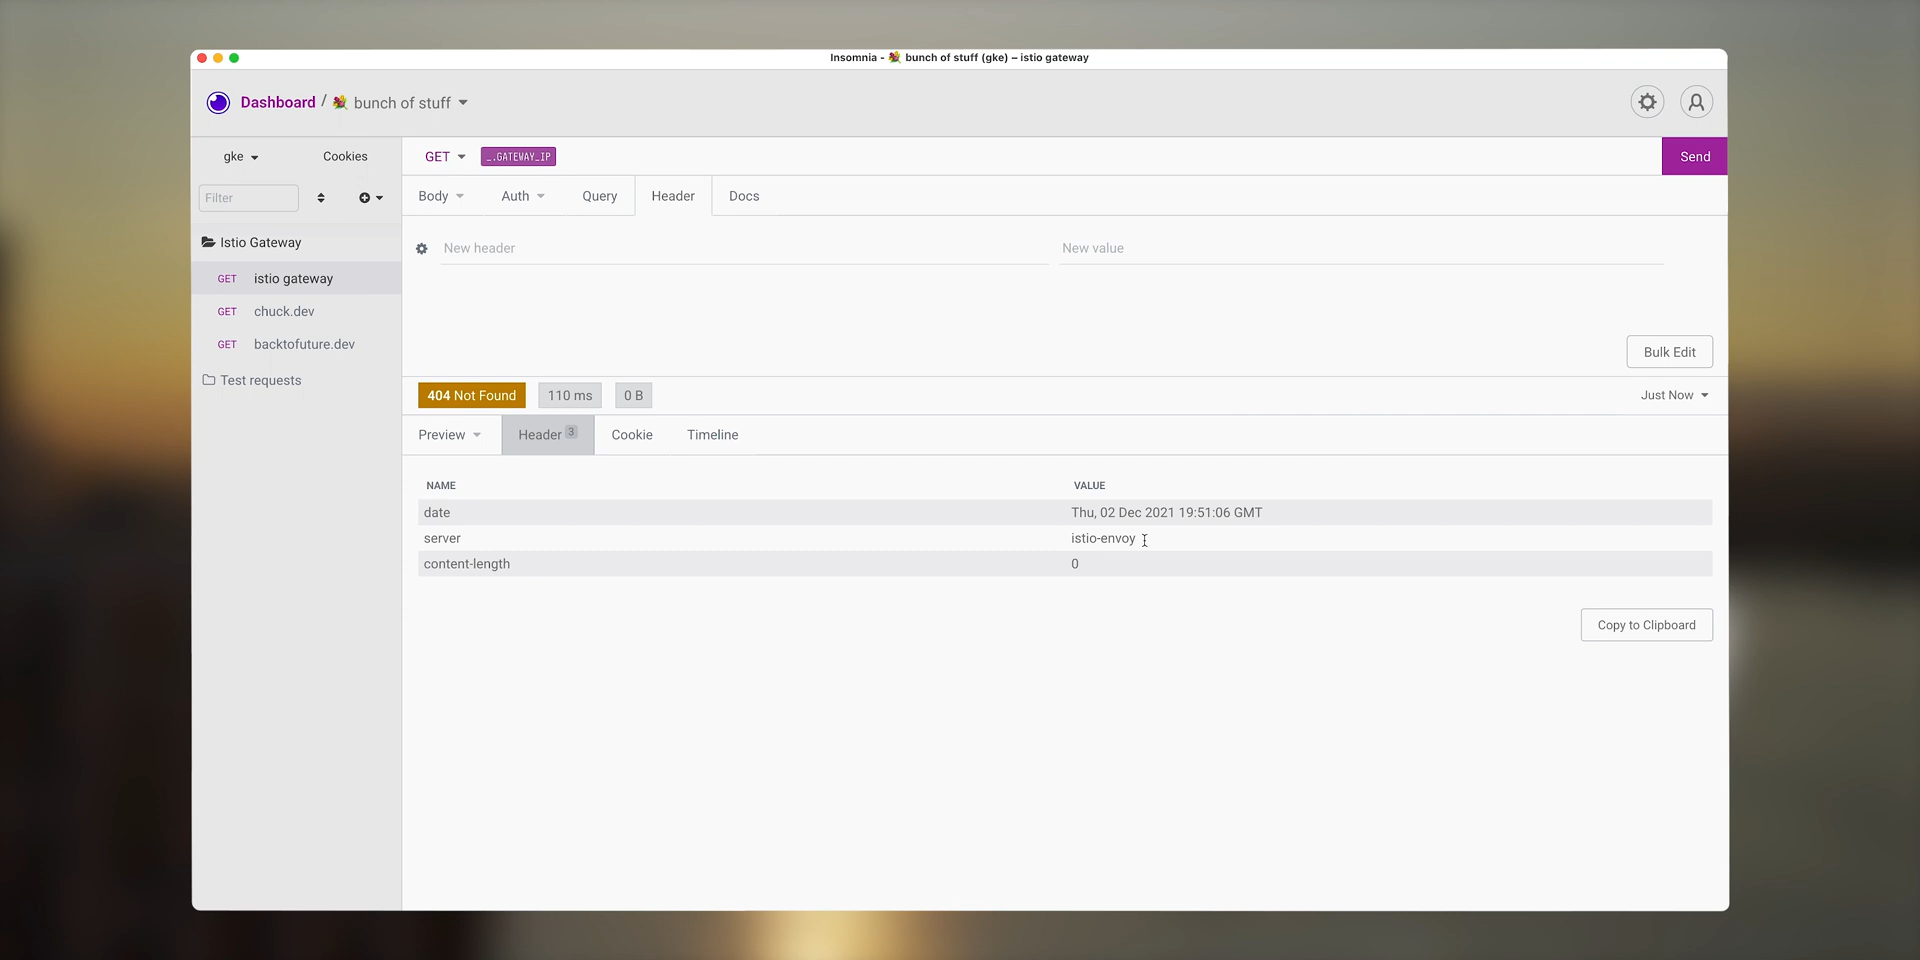 Insomnia - 💐 bunch of stuff (gke) – istio gateway
Dashboard / 💐 bunch of stuff
gke Cookies
GET _.GATEWAY_IP Send
Filter
Body Auth Query Header Docs
Istio Gateway
New header New value
GET istio gateway
GET chuck.dev
GET backtofuture.dev
Bulk Edit
Test requests
404 Not Found 110 ms 0 B Just Now
Preview Header 3 Cookie Timeline
NAME VALUE
date Thu, 02 Dec 2021 19:51:06 GMT
server istio-envoy
content-length 0
Copy to Clipboard